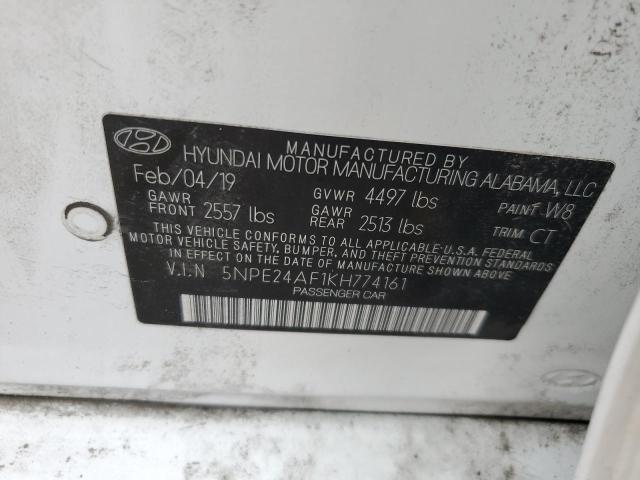 MANUFACTURED BY
HYUNDAI MOTOR MANUFACTURING ALABAMA, LLC
Feb/04/19 GVWR 4497 lbs PAINT W8
GAWR FRONT 2557 lbs GAWR REAR 2513 lbs TRIM CT
THIS VEHICLE CONFORMS TO ALL APPLICABLE U.S.A. FEDERAL
MOTOR VEHICLE SAFETY, BUMPER, AND THEFT PREVENTION STANDARDS
IN EFFECT ON THE DATE OF MANUFACTURE SHOWN ABOVE.
V.I.N 5NPE24AF1KH774161
PASSENGER CAR